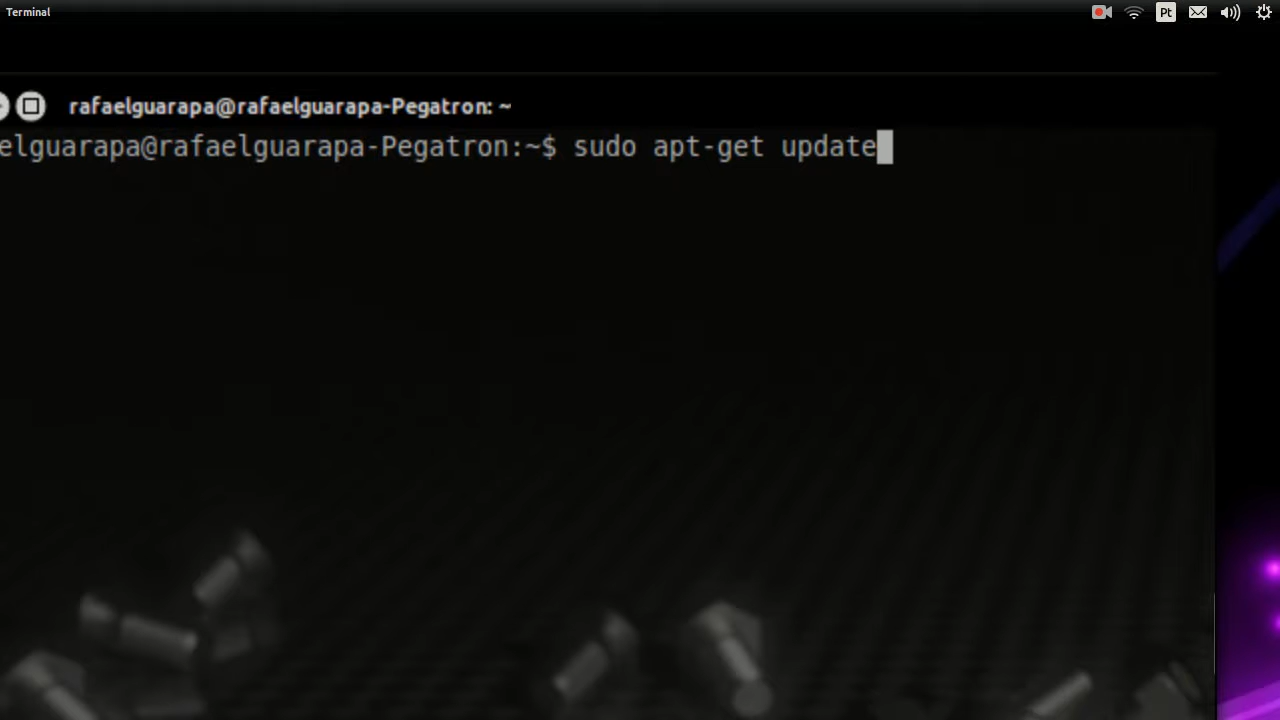 Terminal
Pt
rafaelguarapa@rafaelguarapa-Pegatron: ~
elguarapa@rafaelguarapa-Pegatron:~$ sudo apt-get update